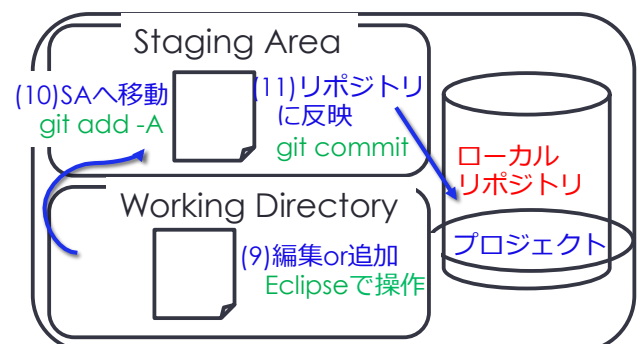 Staging Area
(10)SAへ移動
git add -A
(11)リポジトリ
に反映
git commit
ローカル
リポジトリ
プロジェクト
Working Directory
(9)編集or追加
Eclipseで操作